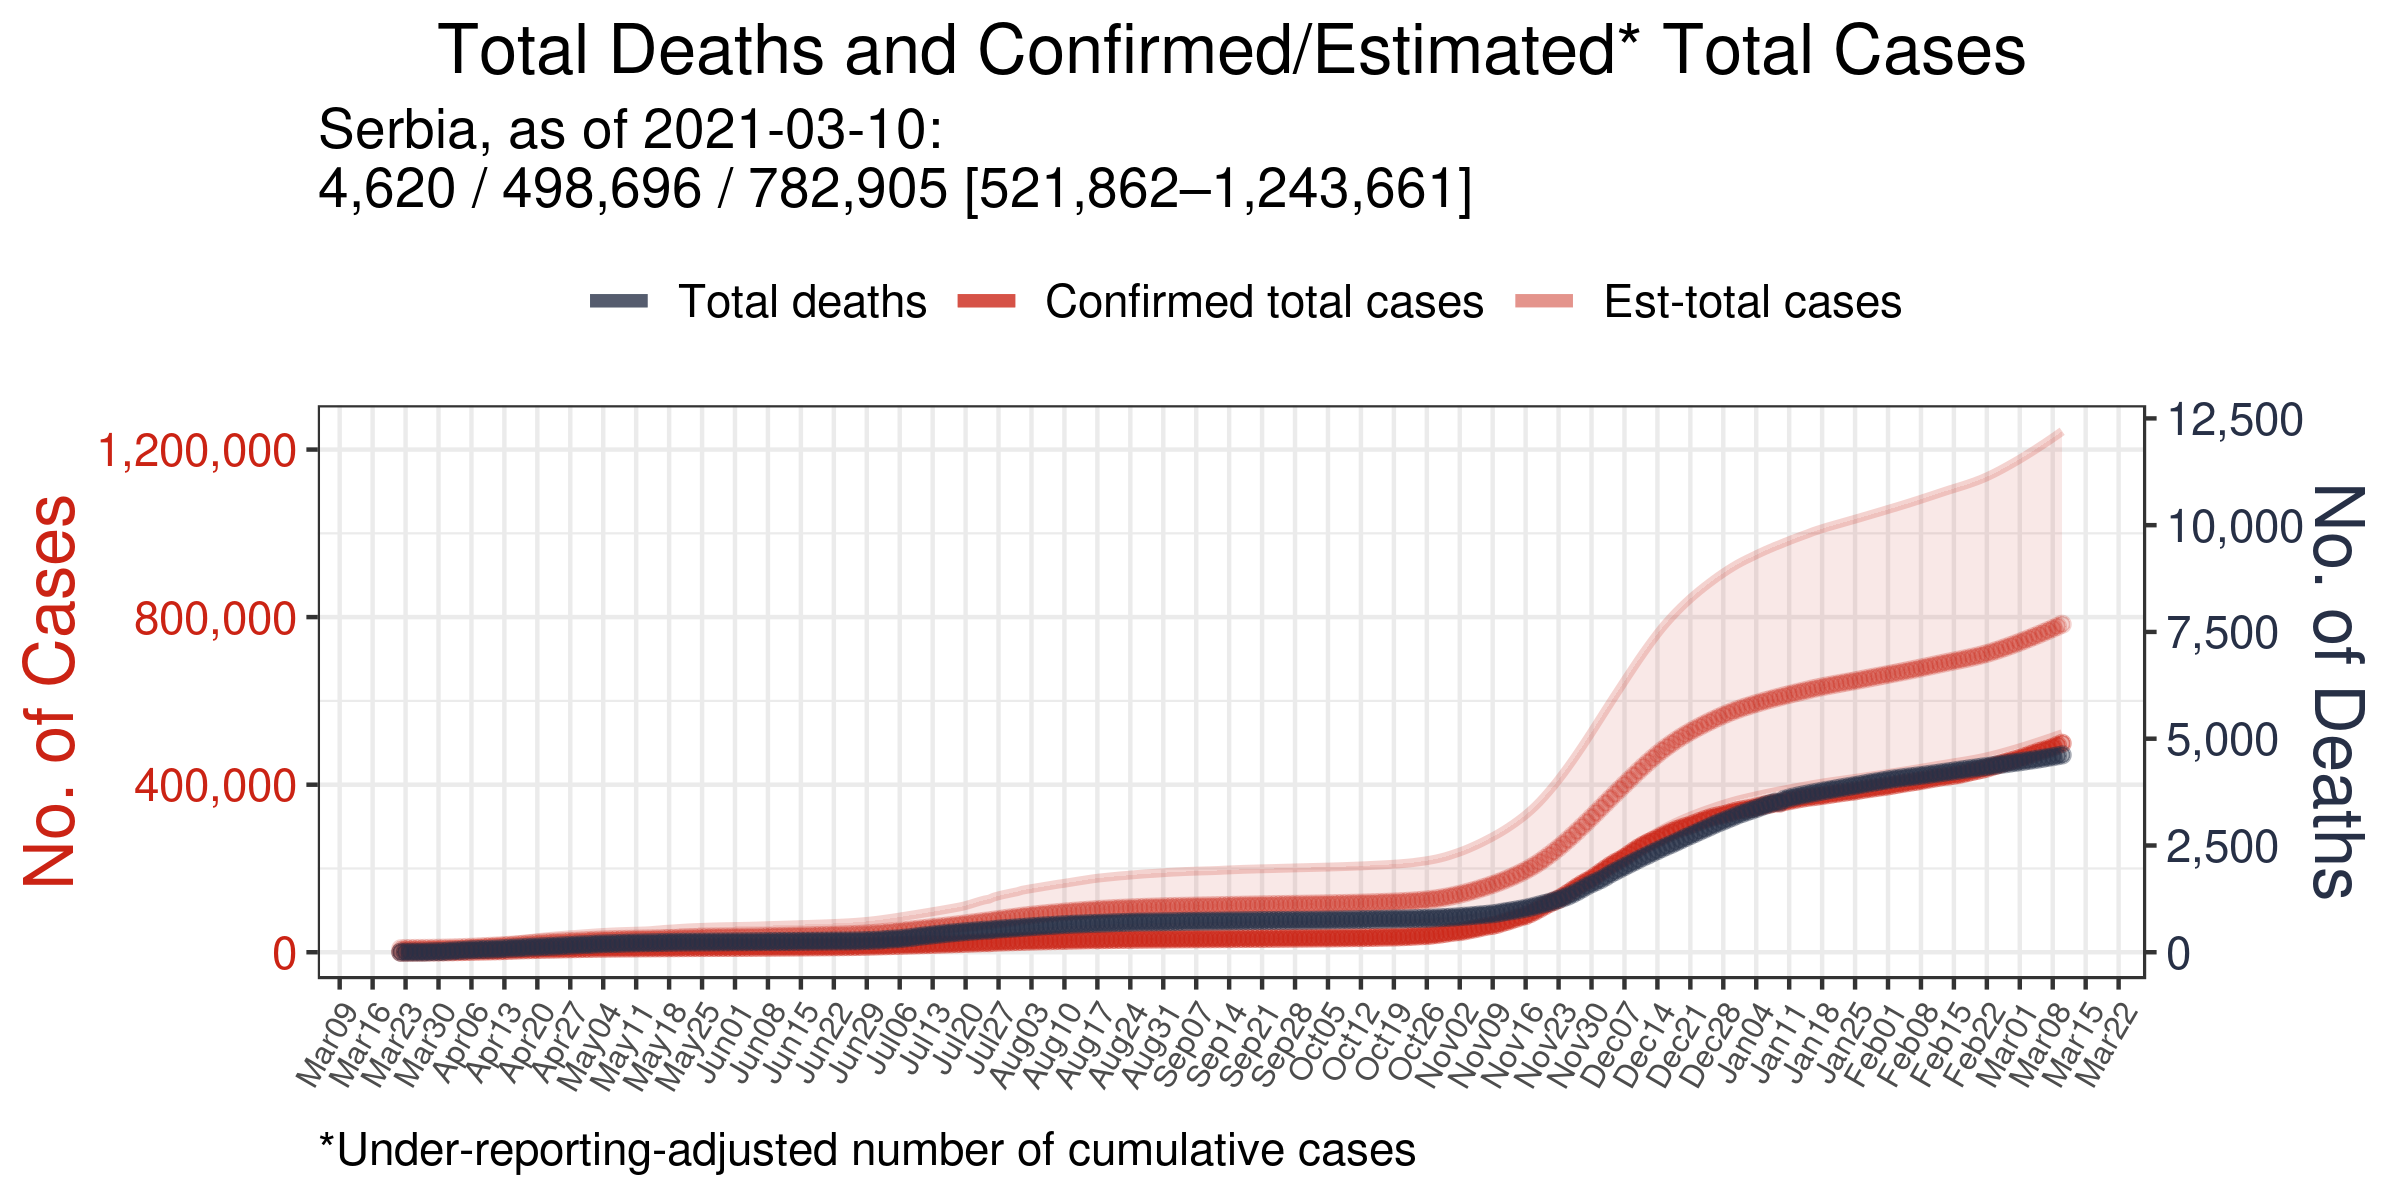 Total Deaths and Confirmed/Estimated* Total Cases
Serbia, as of 2021-03-10:
4,620 / 498,696 / 782,905 [521,862–1,243,661]
Total deaths
Confirmed total cases
Est-total cases
No. of Cases
1,200,000
800,000
400,000
0
12,500
10,000
7,500
5,000
2,500
0
No. of Deaths
Mar09
Mar16
Mar23
Mar30
Apr06
Apr13
Apr20
Apr27
May04
May11
May18
May25
Jun01
Jun08
Jun15
Jun22
Jun29
Jul06
Jul13
Jul20
Jul27
Aug03
Aug10
Aug17
Aug24
Aug31
Sep07
Sep14
Sep21
Sep28
Oct05
Oct12
Oct19
Oct26
Nov02
Nov09
Nov16
Nov23
Nov30
Dec07
Dec14
Dec21
Dec28
Jan04
Jan11
Jan18
Jan25
Feb01
Feb08
Feb15
Feb22
Mar01
Mar08
Mar15
Mar22
*Under-reporting-adjusted number of cumulative cases